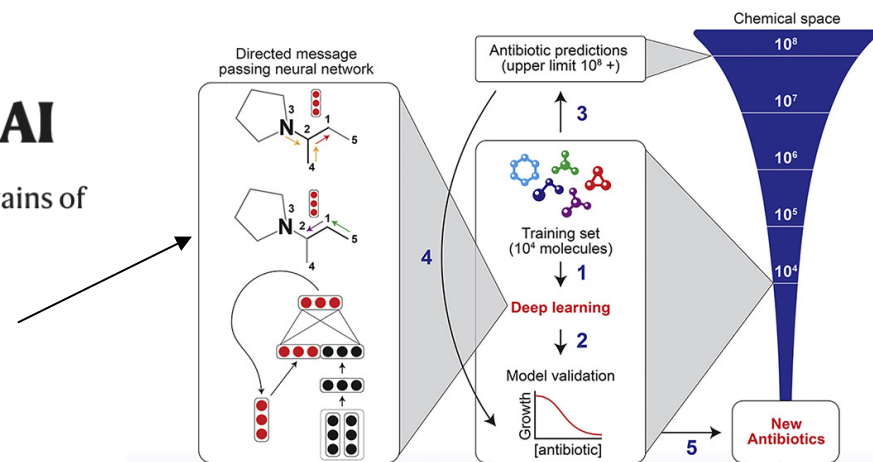 AI
ains of
Directed message
passing neural network
3
1
N
2
5
4
3
1
N
2
5
4
Antibiotic predictions
(upper limit 10⁸ +)
3
Training set
(10⁴ molecules)
1
Deep learning
2
Model validation
Growth
[antibiotic]
4
5
Chemical space
10⁸
10⁷
10⁶
10⁵
10⁴
New
Antibiotics